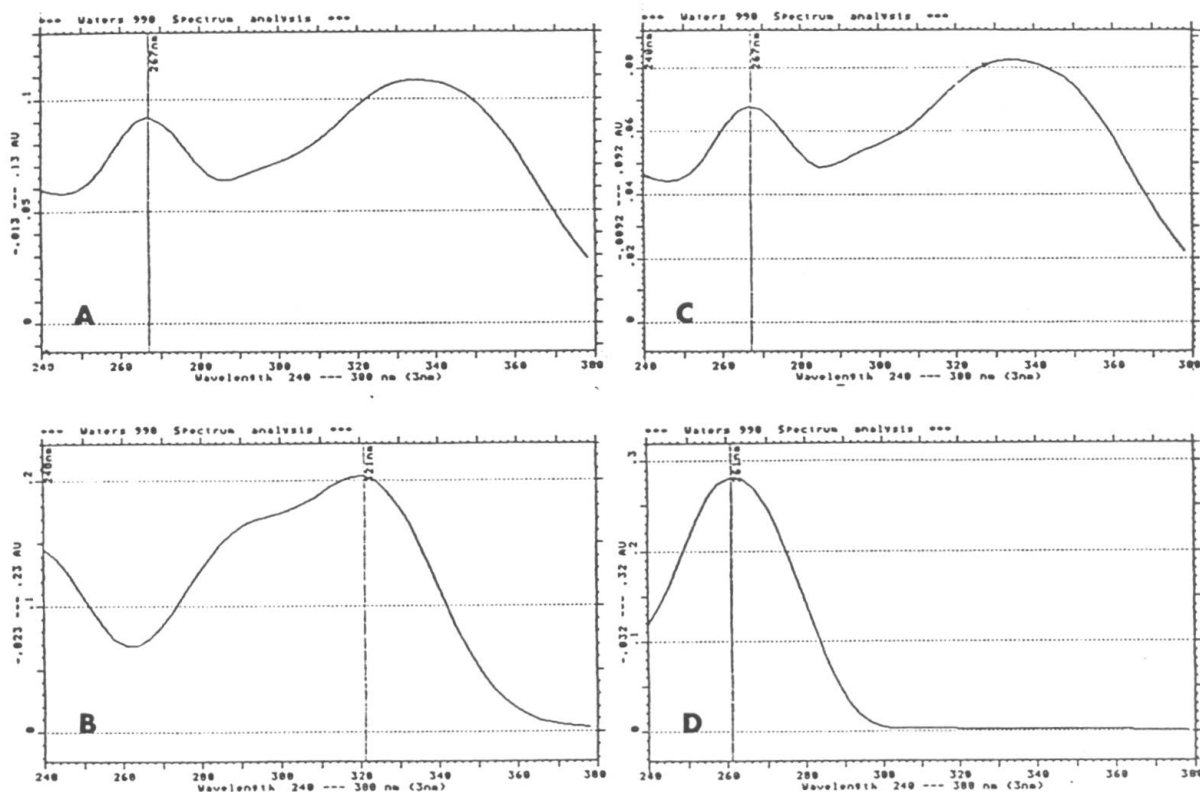 --- Waters 990 Spectrum analysis ---
267nm
-.013 --- .13 AU
.1
.05
0
A
240 260 280 300 320 340 360 380
Wavelength 240 --- 380 nm (3nm)
--- Waters 990 Spectrum analysis ---
240nm
267nm
-.0092 --- .092 AU
.08
.06
.04
.02
0
C
240 260 280 300 320 340 360 380
Wavelength 240 --- 380 nm (3nm)
--- Waters 990 Spectrum analysis ---
240nm
21nm
-.023 --- .23 AU
.2
.1
0
B
240 260 280 300 320 340 360 380
Wavelength 240 --- 380 nm (3nm)
--- Waters 990 Spectrum analysis ---
61nm
-.032 --- .32 AU
.3
.2
.1
0
D
240 260 280 300 320 340 360 380
Wavelength 240 --- 380 nm (3nm)